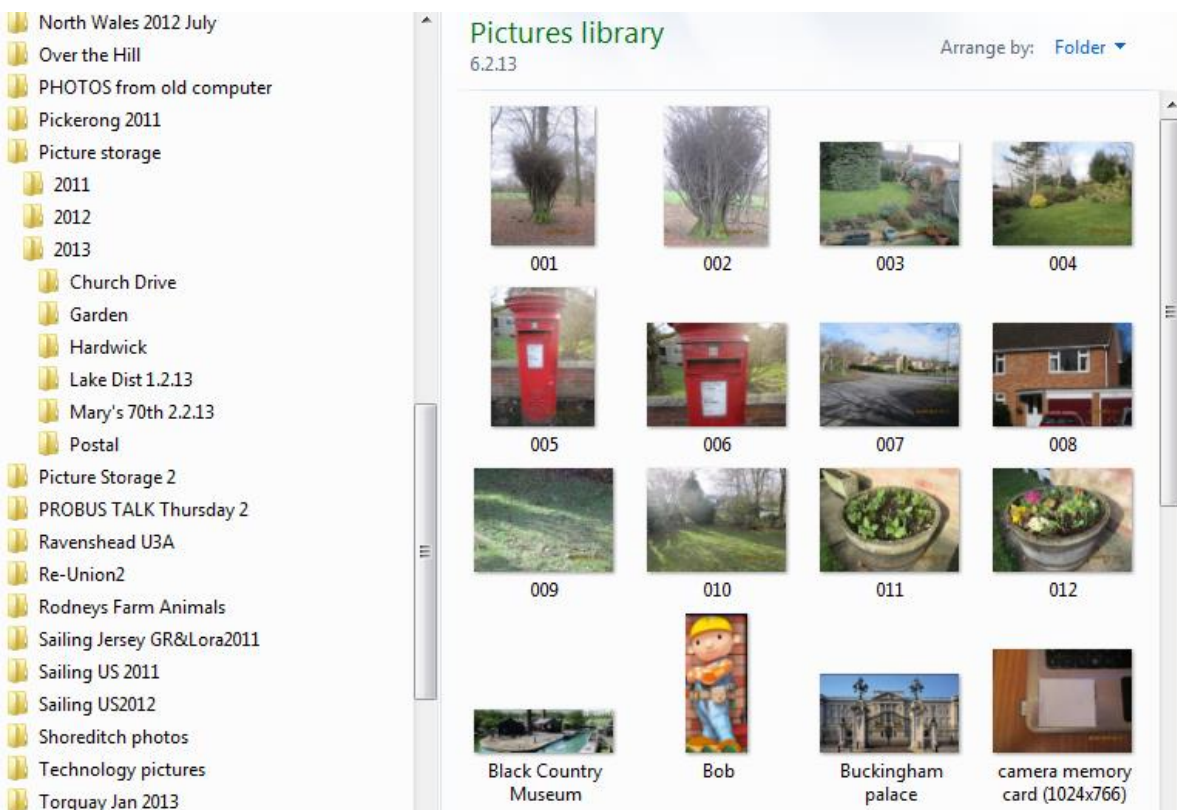 North Wales 2012 July
Over the Hill
PHOTOS from old computer
Pickerong 2011
Picture storage
2011
2012
2013
Church Drive
Garden
Hardwick
Lake Dist 1.2.13
Mary's 70th 2.2.13
Postal
Picture Storage 2
PROBUS TALK Thursday 2
Ravenshead U3A
Re-Union2
Rodneys Farm Animals
Sailing Jersey GR&Lora2011
Sailing US 2011
Sailing US2012
Shoreditch photos
Technology pictures
Torquay Jan 2013
Pictures library
6.2.13
Arrange by: Folder
001 002 003 004
005 006 007 008
009 010 011 012
Black Country Museum
Bob
Buckingham palace
camera memory card (1024x766)